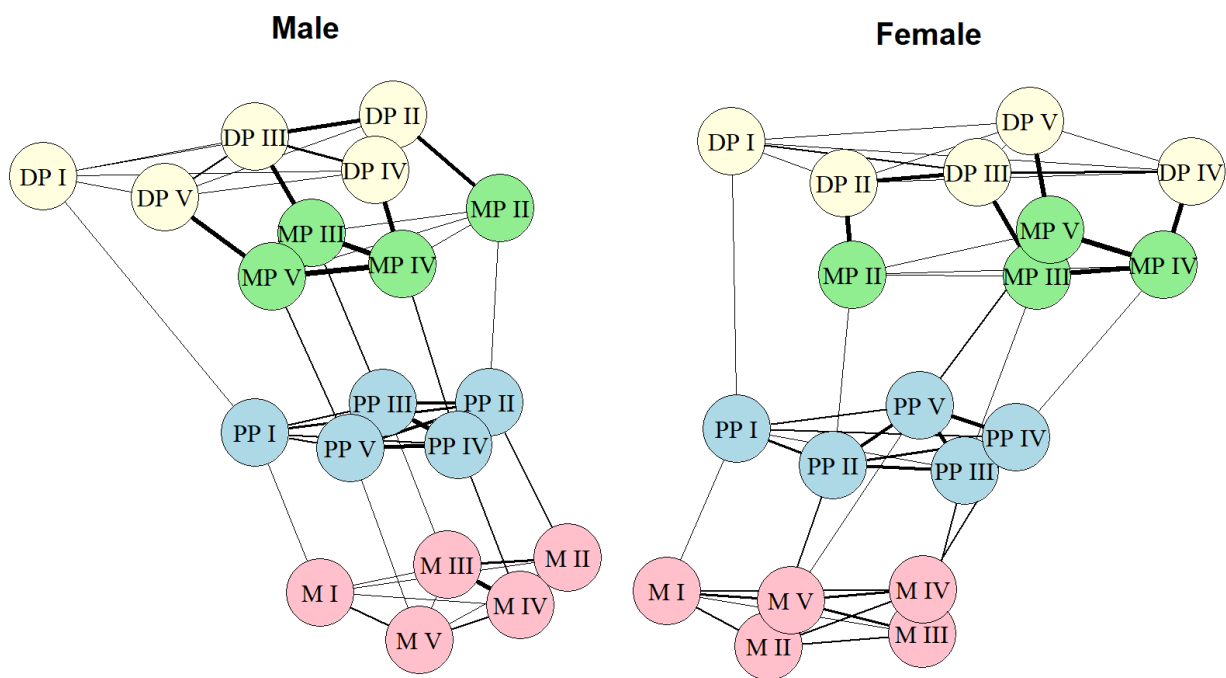 Male
DP II
DP III
DP IV
DP I
DP V
MP II
MP III
MP IV
MP V
PP III
PP II
PP I
PP V
PP IV
M II
M III
M I
M IV
M V
Female
DP V
DP I
DP III
DP IV
DP II
MP V
MP IV
MP II
MP III
PP V
PP I
PP IV
PP II
PP III
M I
M IV
M V
M III
M II